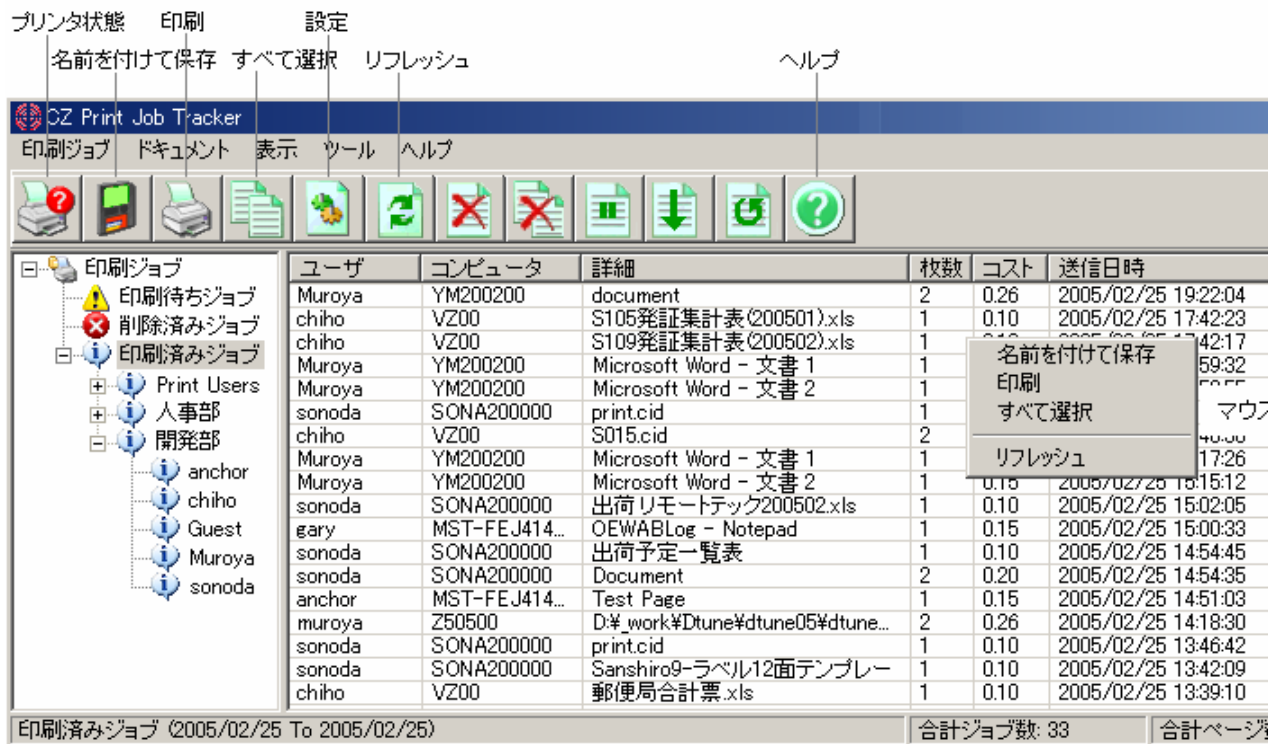 プリンタ状態 印刷 設定
名前を付けて保存 すべて選択 リフレッシュ ヘルプ
CZ Print Job Tracker
印刷ジョブ ドキュメント 表示 ツール ヘルプ
印刷ジョブ
印刷待ちジョブ
削除済みジョブ
印刷済みジョブ
Print Users
人事部
開発部
anchor
chiho
Guest
Muroya
sonoda
ユーザ コンピュータ 詳細 枚数 コスト 送信日時
Muroya YM200200 document 2 0.26 2005/02/25 19:22:04
chiho VZ00 S105発証集計表(200501).xls 1 0.10 2005/02/25 17:42:23
chiho VZ00 S109発証集計表(200502).xls 1 42:17
Muroya YM200200 Microsoft Word - 文書 1 1 59:32
Muroya YM200200 Microsoft Word - 文書 2 1
sonoda SONA200000 print.cid 1
chiho VZ00 S015.cid 2
Muroya YM200200 Microsoft Word - 文書 1 1 17:26
Muroya YM200200 Microsoft Word - 文書 2 1 0.15 2005/02/25 15:15:12
sonoda SONA200000 出荷リモートテック200502.xls 1 0.10 2005/02/25 15:02:05
gary MST-FEJ414... OEWABLog - Notepad 1 0.15 2005/02/25 15:00:33
sonoda SONA200000 出荷予定一覧表 1 0.10 2005/02/25 14:54:45
sonoda SONA200000 Document 2 0.20 2005/02/25 14:54:35
anchor MST-FEJ414... Test Page 1 0.15 2005/02/25 14:51:03
muroya Z50500 D:¥_work¥Dtune¥dtune05¥dtune... 2 0.26 2005/02/25 14:18:30
sonoda SONA200000 print.cid 1 0.10 2005/02/25 13:46:42
sonoda SONA200000 Sanshiro9-ラベル12面テンプレー 1 0.10 2005/02/25 13:42:09
chiho VZ00 郵便局合計票.xls 1 0.10 2005/02/25 13:39:10
名前を付けて保存
印刷
すべて選択
リフレッシュ
マウス
印刷済みジョブ (2005/02/25 To 2005/02/25) 合計ジョブ数: 33 合計ページ